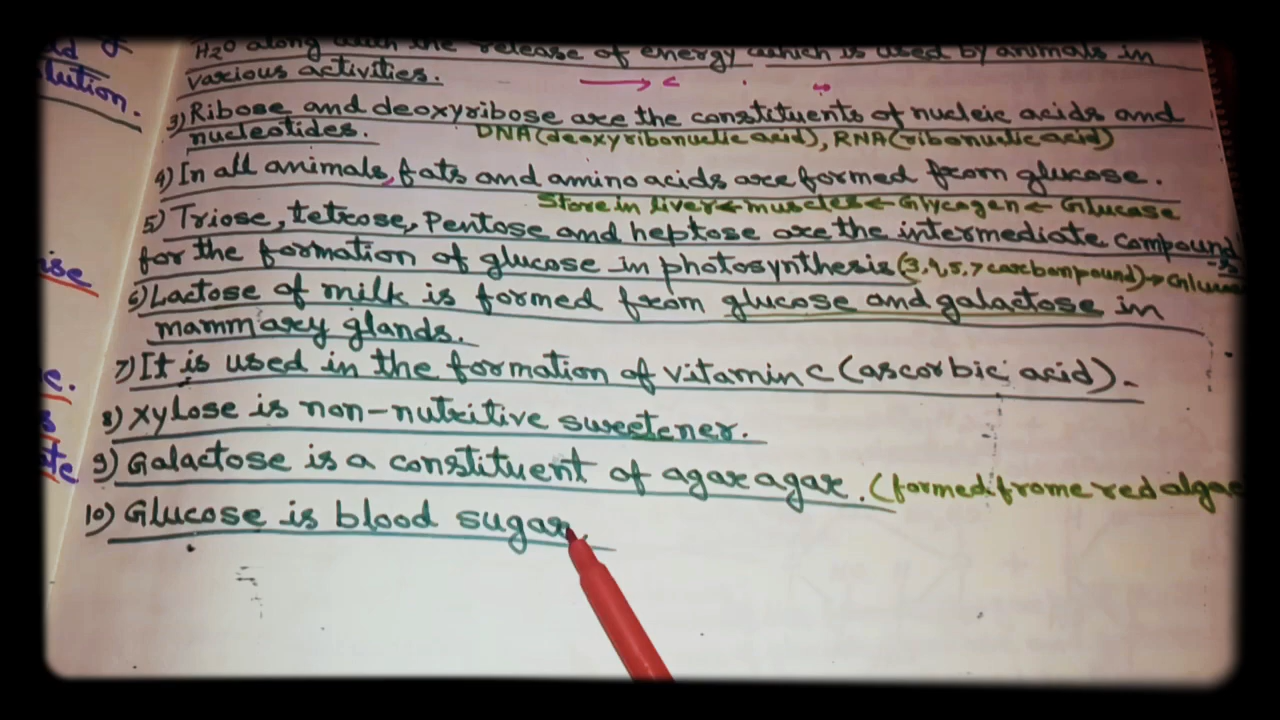 H2O along with the release of energy which is used by animals in
various activities.
3) Ribose and deoxyribose are the constituents of nucleic acids and
nucleotides.
DNA(deoxyribonuclic acid), RNA(ribonuclic acid)
4) In all animals, fats and amino acids are formed from glucose.
Store in liver ← muscles ← Glycogen ← Glucase
5) Triose, tetrose, Pentose and heptose are the intermediate compound
for the formation of glucose in photosynthesis (3,4,5,7 carbon pound) →
6) Lactose of milk is formed from glucose and galactose in
mammary glands.
7) It is used in the formation of vitamin C (ascorbic acid).
8) Xylose is non-nutritive sweetener.
9) Galactose is a constituent of agar agar. (formed frome red algae
10) Glucose is blood sugar
lution.